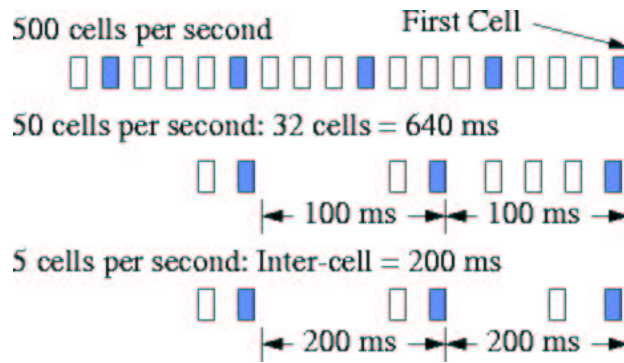 500 cells per second
First Cell
50 cells per second: 32 cells = 640 ms
100 ms 100 ms
5 cells per second: Inter-cell = 200 ms
200 ms 200 ms